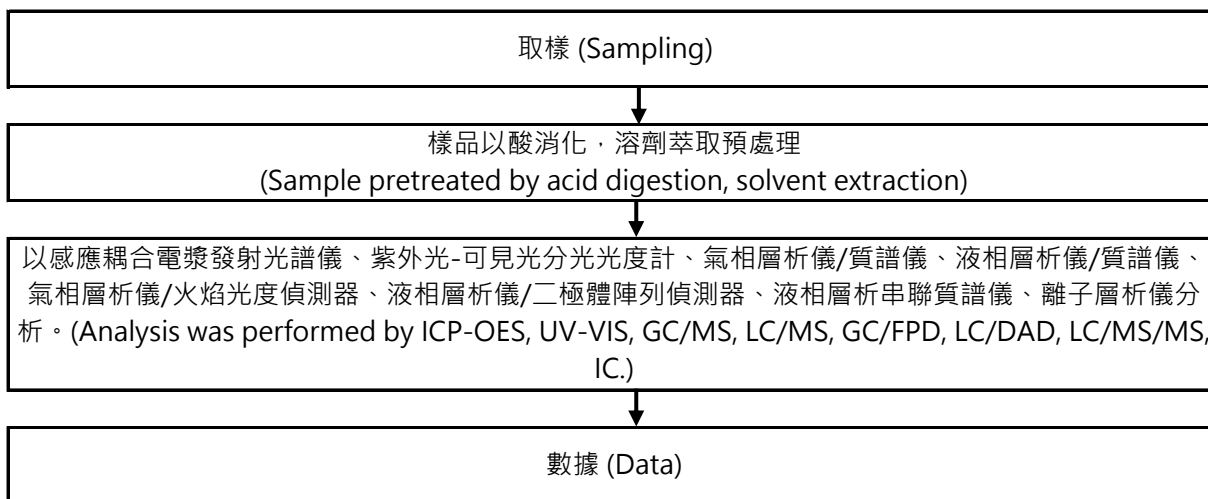 取樣 (Sampling)
樣品以酸消化，溶劑萃取預處理
(Sample pretreated by acid digestion, solvent extraction)
以感應耦合電漿發射光譜儀、紫外光-可見光分光光度計、氣相層析儀/質譜儀、液相層析儀/質譜儀、
氣相層析儀/火焰光度偵測器、液相層析儀/二極體陣列偵測器、液相層析串聯質譜儀、離子層析儀分
析。(Analysis was performed by ICP-OES, UV-VIS, GC/MS, LC/MS, GC/FPD, LC/DAD, LC/MS/MS,
IC.)
數據 (Data)